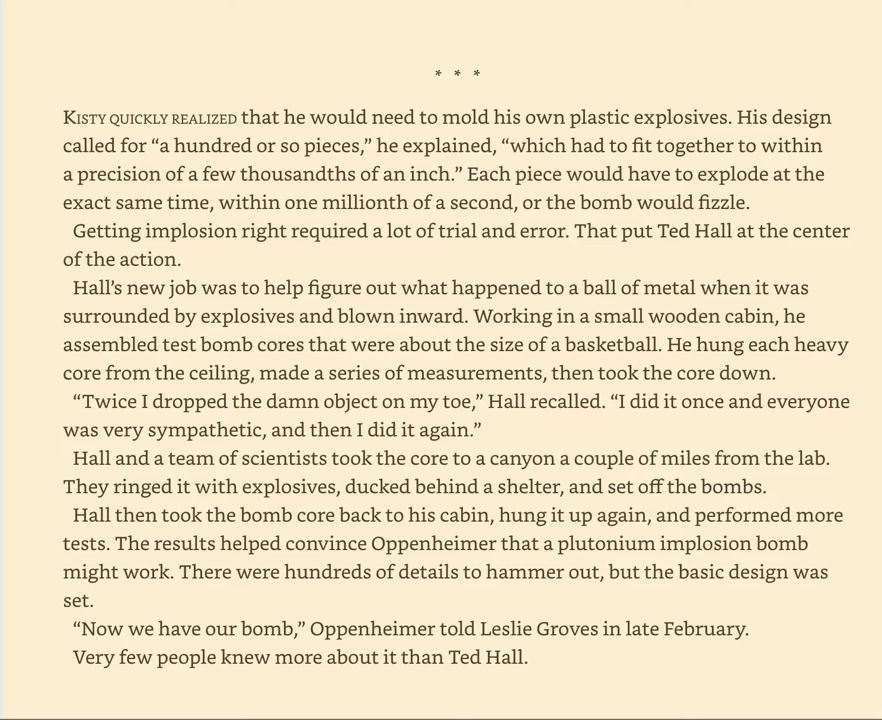 * * *
KISTY QUICKLY REALIZED that he would need to mold his own plastic explosives. His design
called for “a hundred or so pieces,” he explained, “which had to fit together to within
a precision of a few thousandths of an inch.” Each piece would have to explode at the
exact same time, within one millionth of a second, or the bomb would fizzle.
Getting implosion right required a lot of trial and error. That put Ted Hall at the center
of the action.
Hall’s new job was to help figure out what happened to a ball of metal when it was
surrounded by explosives and blown inward. Working in a small wooden cabin, he
assembled test bomb cores that were about the size of a basketball. He hung each heavy
core from the ceiling, made a series of measurements, then took the core down.
“Twice I dropped the damn object on my toe,” Hall recalled. “I did it once and everyone
was very sympathetic, and then I did it again.”
Hall and a team of scientists took the core to a canyon a couple of miles from the lab.
They ringed it with explosives, ducked behind a shelter, and set off the bombs.
Hall then took the bomb core back to his cabin, hung it up again, and performed more
tests. The results helped convince Oppenheimer that a plutonium implosion bomb
might work. There were hundreds of details to hammer out, but the basic design was
set.
“Now we have our bomb,” Oppenheimer told Leslie Groves in late February.
Very few people knew more about it than Ted Hall.